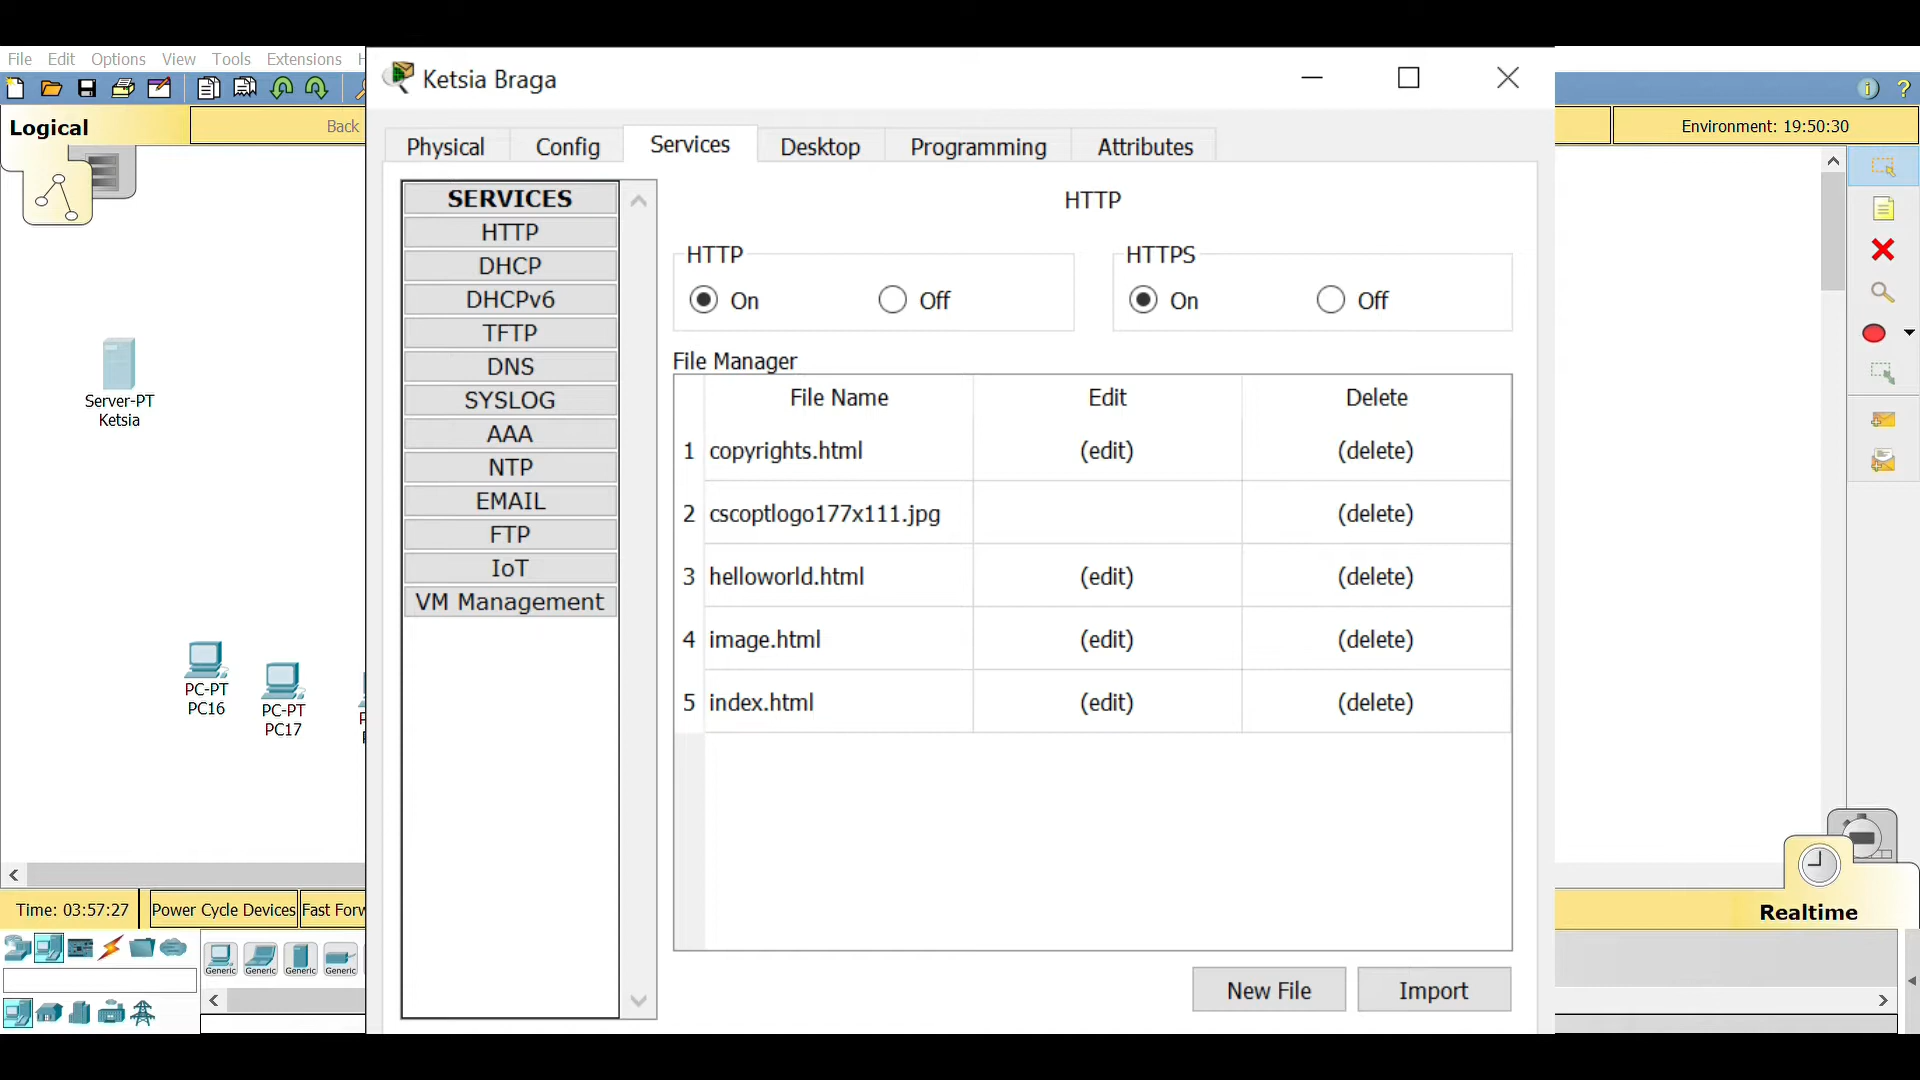 File Edit Options View Tools Extensions
Ketsia Braga
Logical
Back
Environment: 19:50:30
Physical Config Services Desktop Programming Attributes
SERVICES
HTTP
DHCP
DHCPv6
TFTP
DNS
SYSLOG
AAA
NTP
EMAIL
FTP
IoT
VM Management
HTTP
HTTP
On Off
HTTPS
On Off
File Manager
File Name Edit Delete
1 copyrights.html (edit) (delete)
2 cscoptlogo177x111.jpg (delete)
3 helloworld.html (edit) (delete)
4 image.html (edit) (delete)
5 index.html (edit) (delete)
New File Import
Server-PT
Ketsia
PC-PT
PC16
PC-PT
PC17
Time: 03:57:27 Power Cycle Devices Fast Forw
Realtime
Generic Generic Generic Generic